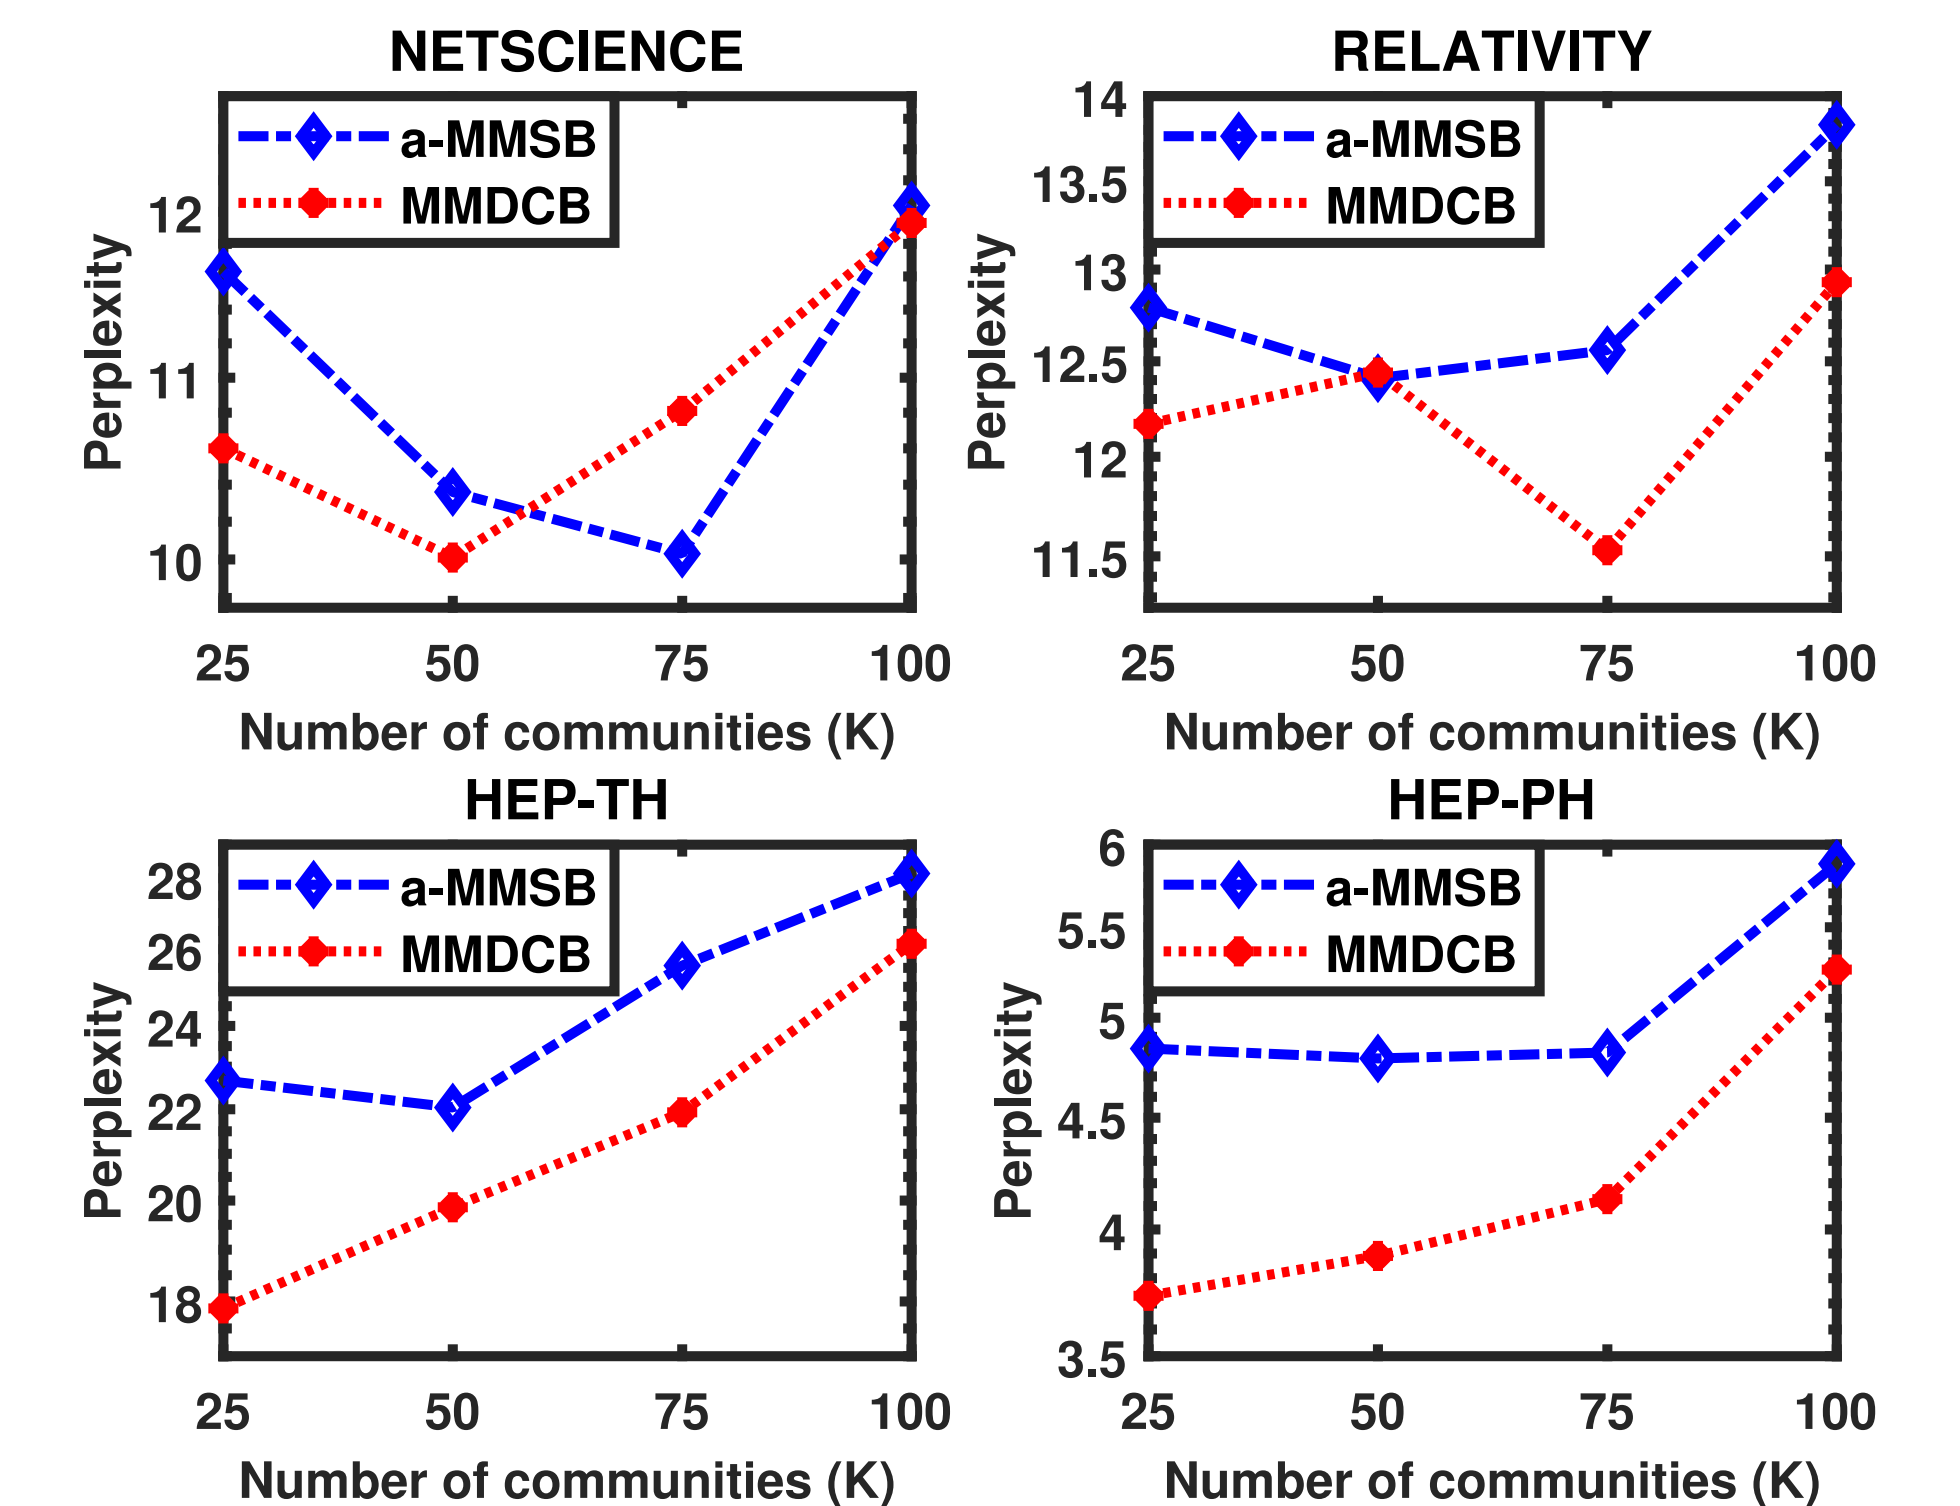 NETSCIENCE
a-MMSB
MMDCB
Perplexity
12
11
10
25 50 75 100
Number of communities (K)
RELATIVITY
a-MMSB
MMDCB
Perplexity
14
13.5
13
12.5
12
11.5
25 50 75 100
Number of communities (K)
HEP-TH
a-MMSB
MMDCB
Perplexity
28
26
24
22
20
18
25 50 75 100
Number of communities (K)
HEP-PH
a-MMSB
MMDCB
Perplexity
6
5.5
5
4.5
4
3.5
25 50 75 100
Number of communities (K)